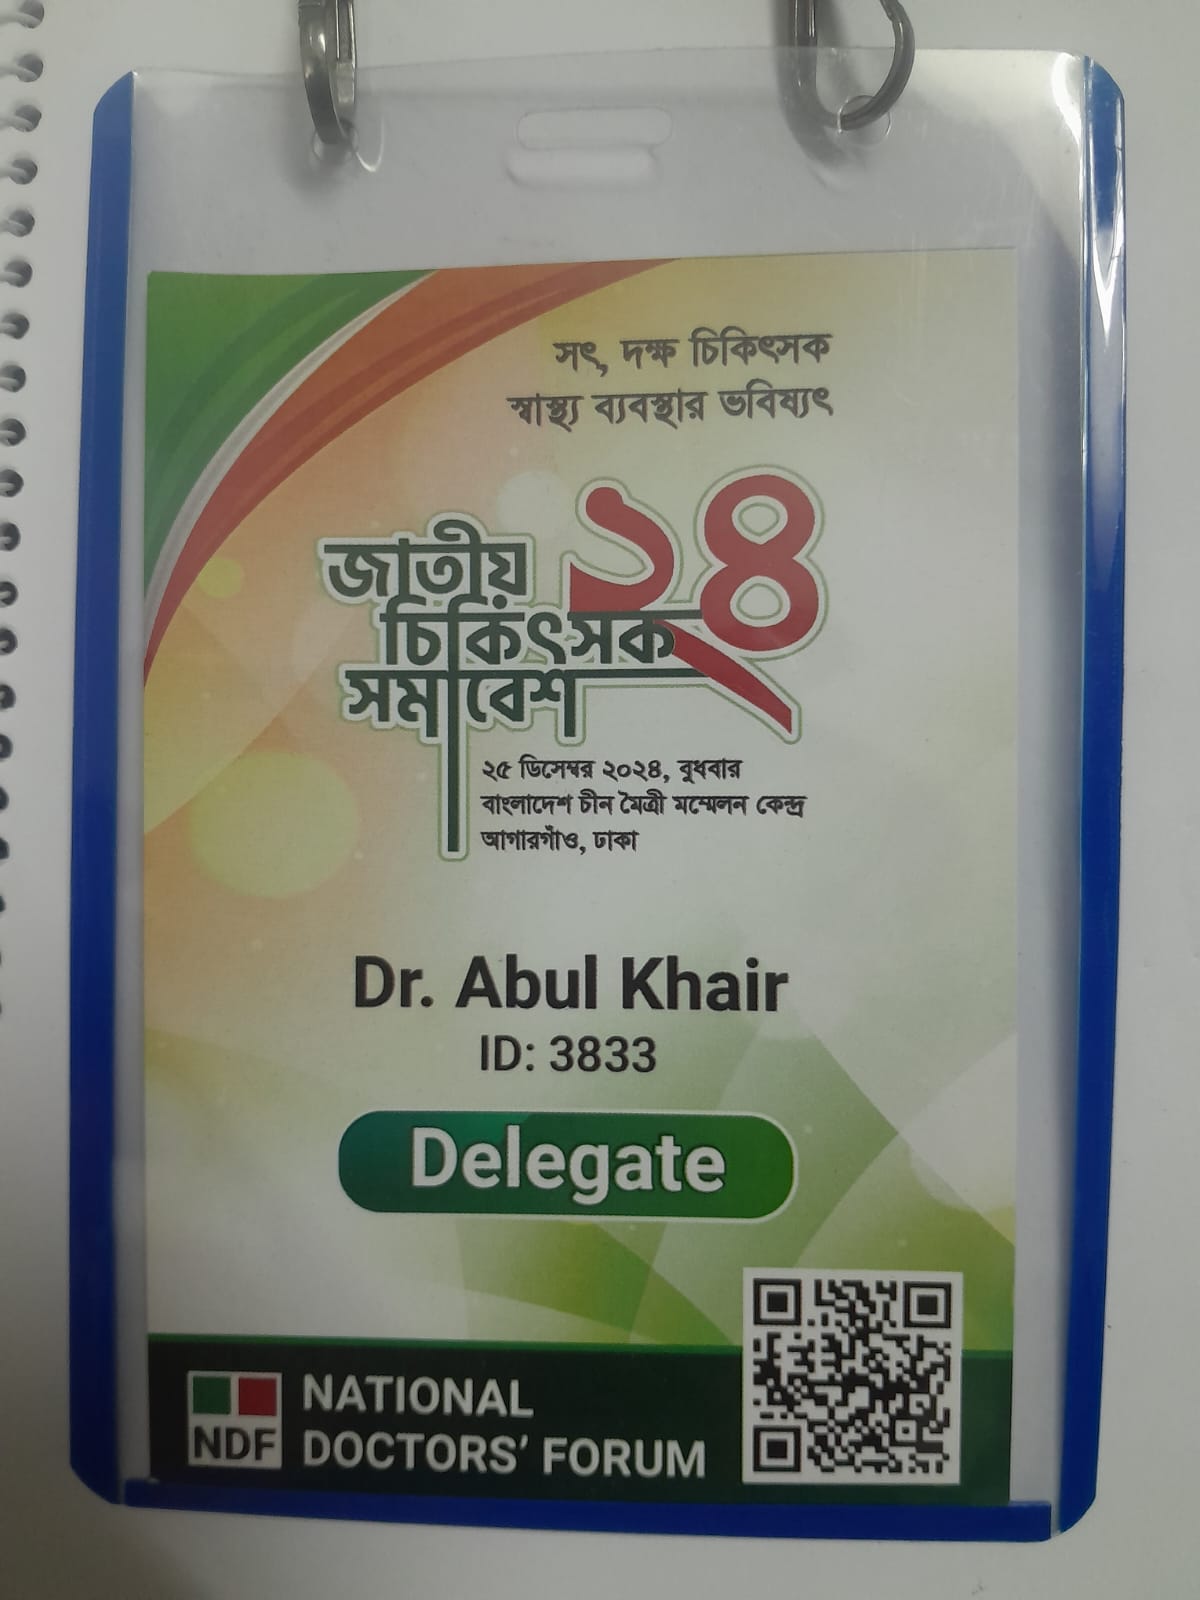 সৎ, দক্ষ চিকিৎসক
স্বাস্থ্য ব্যবস্থার ভবিষ্যৎ
২৪
জাতীয়
চিকিৎসক
সমাবেশ
২৫ ডিসেম্বর ২০২৪, বুধবার
বাংলাদেশ চীন মৈত্রী সম্মেলন কেন্দ্র
আগারগাঁও, ঢাকা
Dr. Abul Khair
ID: 3833
Delegate
NDF
NATIONAL
DOCTORS' FORUM